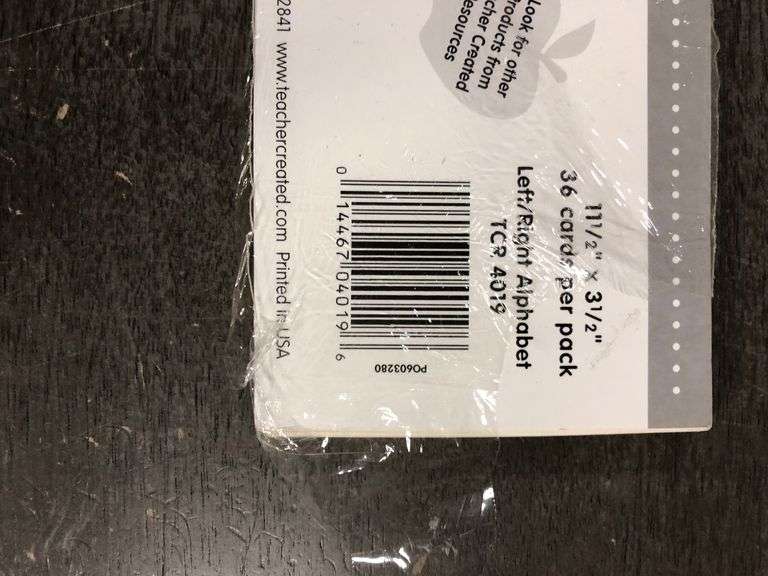 11 1/2" x 3 1/2"
36 cards per pack
Left/Right Alphabet
TCR 4019
Look for other
Products from
cher Created
esources
0 14467 04019 6
PO603280
2841 www.teachercreated.com Printed in USA